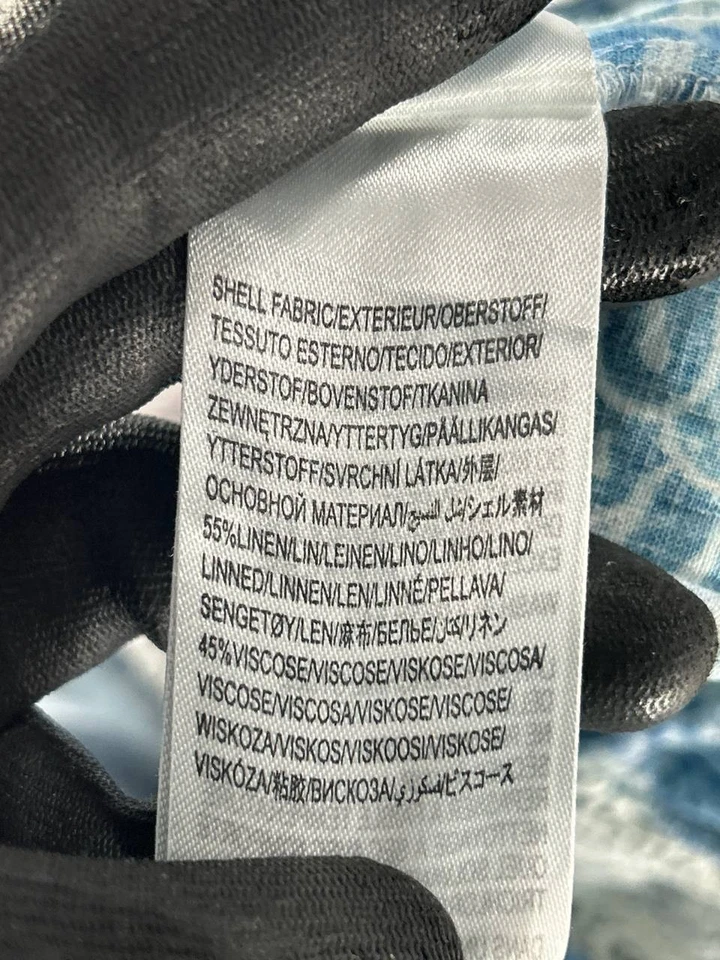 SHELL FABRIC/EXTERIEUR/OBERSTOFF/
TESSUTO ESTERNO/TECIDO/EXTERIOR/
YDERSTOF/BOVENSTOF/TKANINA
ZEWNĘTRZNA/YTTERTYG/PÄÄLLIKANGAS/
YTTERSTOFF/SVRCHNÍ LÁTKA/外层/
ОСНОВНОЙ МАТЕРИАЛ/シェル素材
55%LINEN/LIN/LEINEN/LINO/LINHO/LINO/
LINNED/LINNEN/LEN/LINNÉ/PELLAVA/
SENGETØY/LEN/麻布/БЕЛЬЕ/リネン
45%VISCOSE/VISCOSE/VISKOSE/VISCOSA/
VISCOSE/VISCOSA/VISKOSE/VISCOSE/
WISKOZA/VISKOS/VISKOOSI/VISKOSE/
VISKÓZA/粘胶/ВИСКОЗА/ビスコース